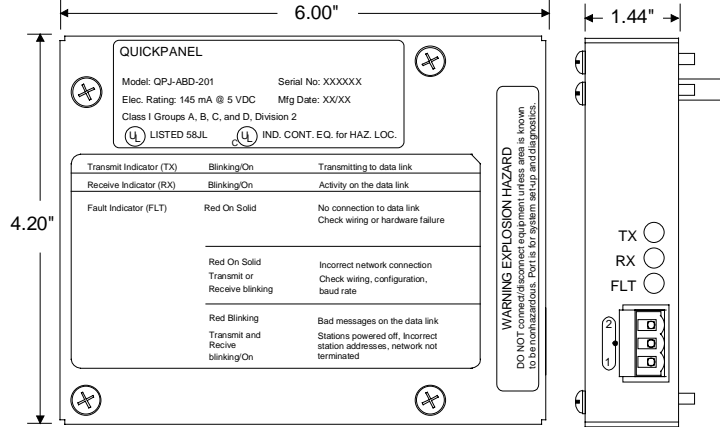 6.00"
1.44"
4.20"
QUICKPANEL
Model: QPJ-ABD-201 Serial No: XXXXXX
Elec. Rating: 145 mA @ 5 VDC Mfg Date: XX/XX
Class I Groups A, B, C, and D, Division 2
UL LISTED 58JL C UL IND. CONT. EQ. for HAZ. LOC.
Transmit Indicator (TX) Blinking/On Transmitting to data link
Receive Indicator (RX) Blinking/On Activity on the data link
Fault Indicator (FLT) Red On Solid No connection to data link
Check wiring or hardware failure
Red On Solid Incorrect network connection
Transmit or Check wiring, configuration,
Receive blinking baud rate
Red Blinking Bad messages on the data link
Transmit and Stations powered off, Incorrect
Recive station addresses, network not
blinking/On terminated
WARNING EXPLOSION HAZARD
DO NOT connect/disconnect equipment unless area is known
to be nonhazardous. Port is for system set-up and diagnostics.
TX
RX
FLT
2
1